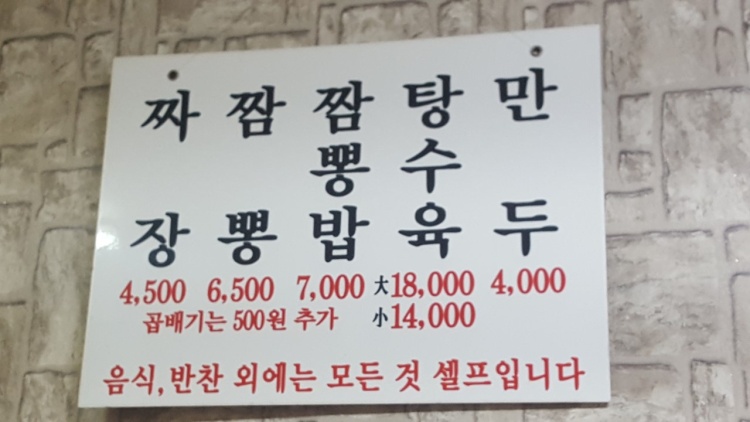 짜장 짬뽕 짬뽕밥 탕수육 만두
4,500 6,500 7,000 大18,000 4,000
곱배기는 500원 추가 小14,000
음식, 반찬 외에는 모든 것 셀프입니다